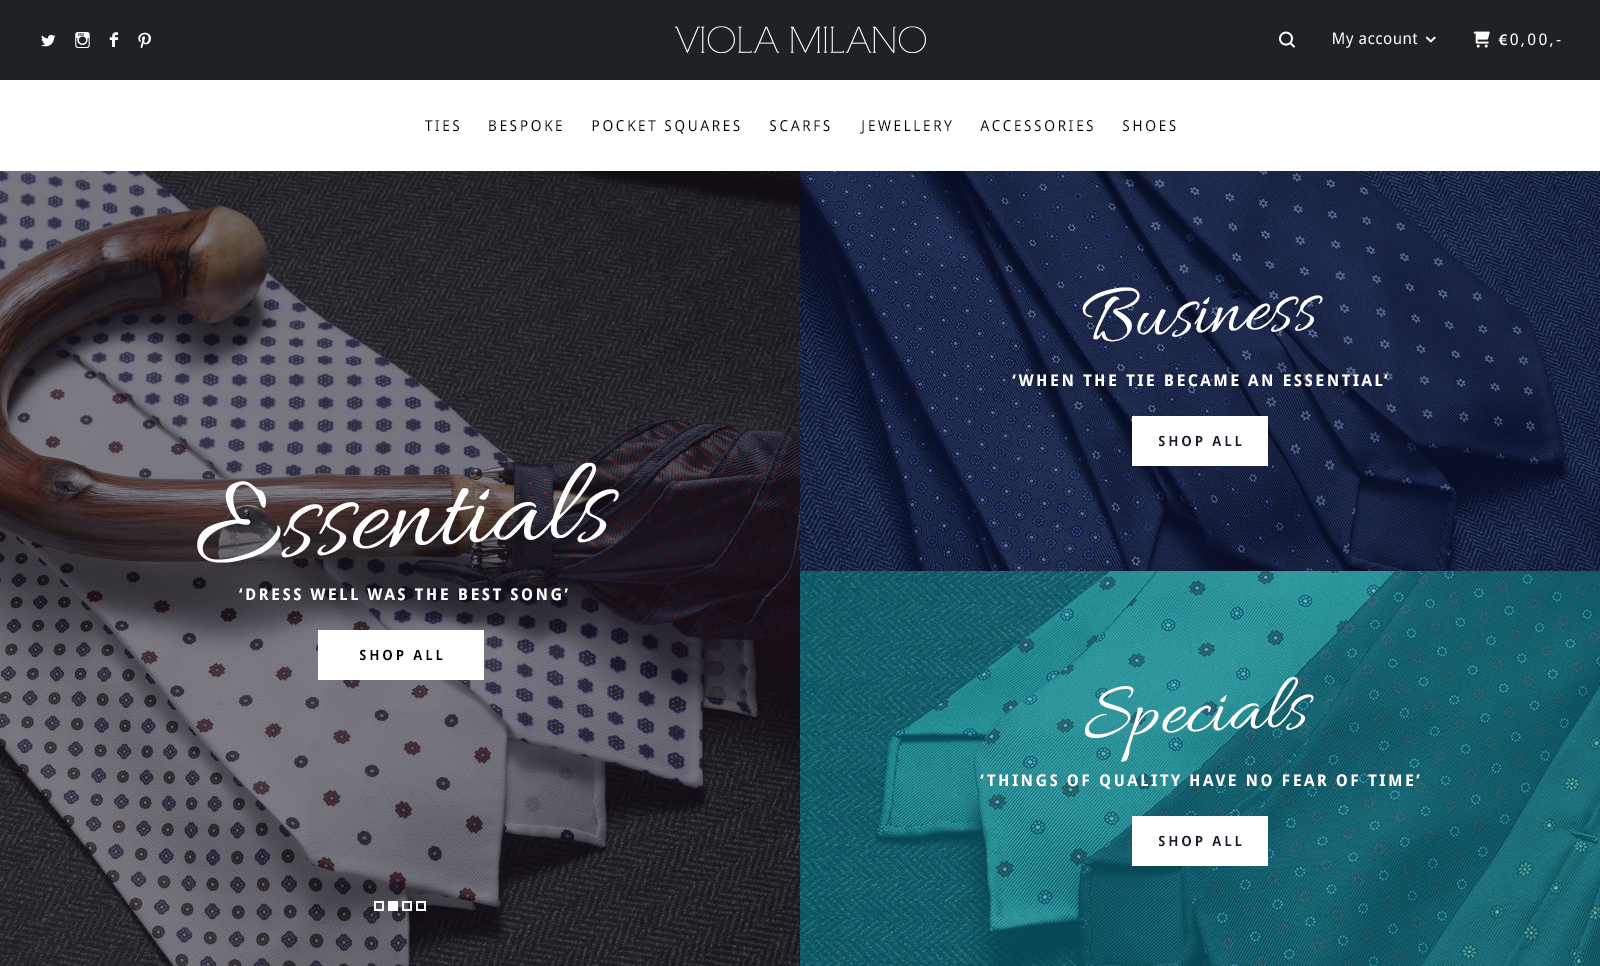 VIOLA MILANO
My account
€0,00,-
TIES BESPOKE POCKET SQUARES SCARFS JEWELLERY ACCESSORIES SHOES
Essentials
‘DRESS WELL WAS THE BEST SONG’
SHOP ALL
Business
‘WHEN THE TIE BECAME AN ESSENTIAL’
SHOP ALL
Specials
‘THINGS OF QUALITY HAVE NO FEAR OF TIME’
SHOP ALL